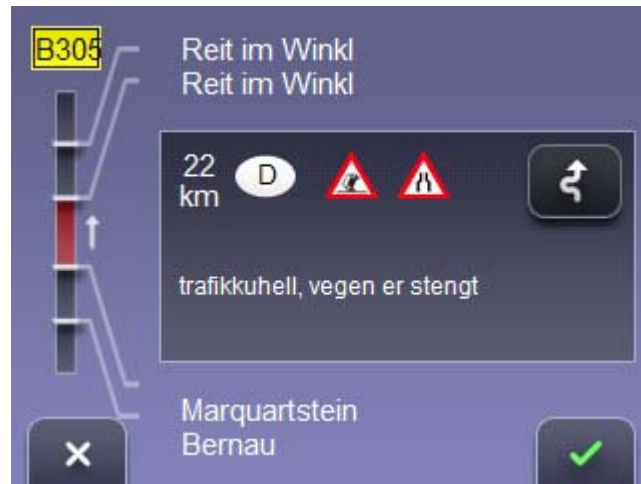 B305
Reit im Winkl
Reit im Winkl
22
km
D
trafikkuhell, vegen er stengt
Marquartstein
Bernau